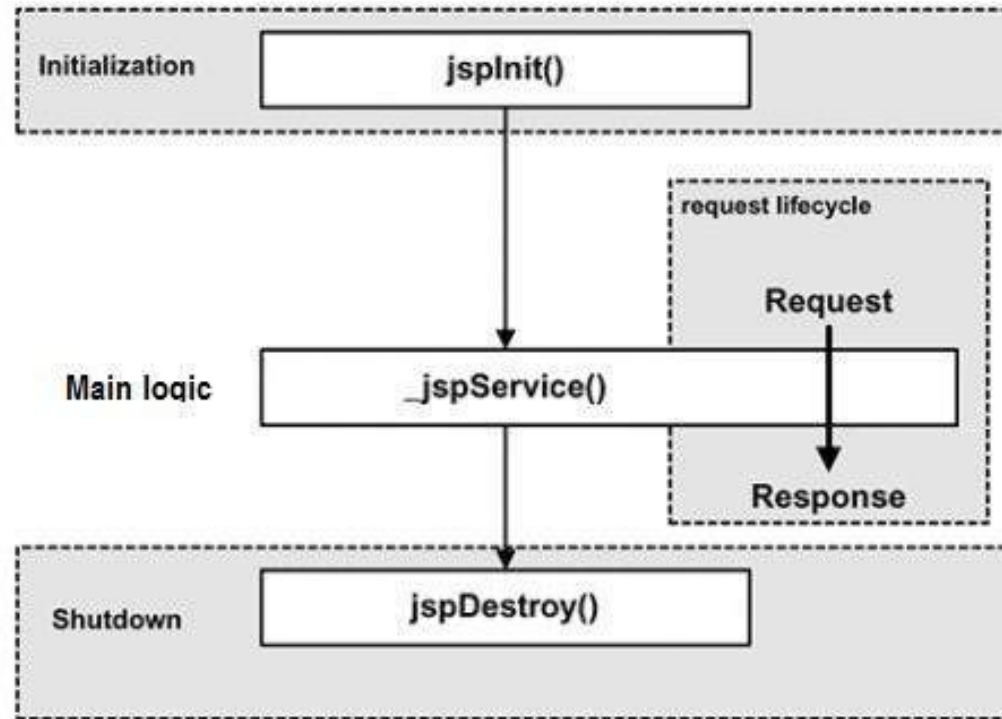 Initialization
jspInit()
request lifecycle
Request
Main logic
_jspService()
Response
Shutdown
jspDestroy()